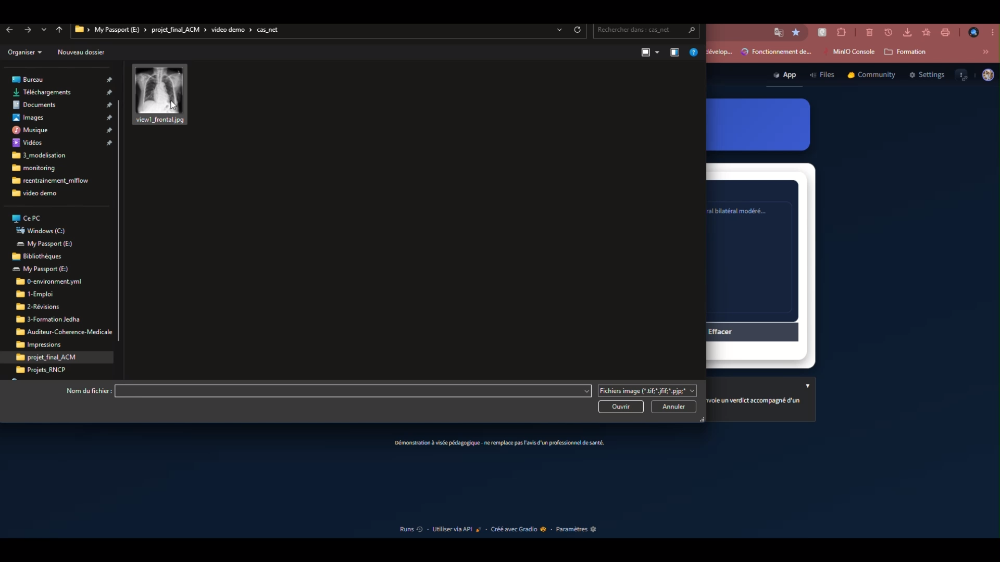 My Passport (E:) › projet_final_ACM › video demo › cas_net
Rechercher dans : cas_net
Organiser
Nouveau dossier
Bureau
Téléchargements
Documents
Images
Musique
Vidéos
3_modelisation
monitoring
reentrainement_mlflow
video demo
Ce PC
Windows (C:)
My Passport (E:)
Bibliothèques
My Passport (E:)
0-environment.yml
1-Emploi
2-Révisions
3-Formation Jedha
Auditeur-Coherence-Medicale
Impressions
projet_final_ACM
Projets_RNCP
view1_frontal.jpg
Nom du fichier :
Fichiers image (*.tif;*.jfif;*.pjp;*
Ouvrir
Annuler
dévelop...
Fonctionnement de...
MinIO Console
Formation
App
Files
Community
Settings
ral bilatéral modéré...
Effacer
nvoie un verdict accompagné d'un
Démonstration à visée pédagogique - ne remplace pas l'avis d'un professionnel de santé.
Runs · Utiliser via API · Créé avec Gradio · Paramètres